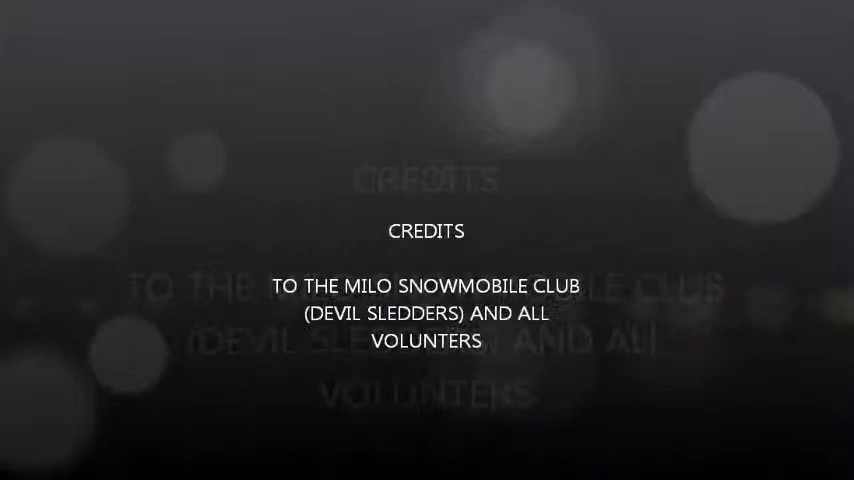 CREDITS
TO THE MILO SNOWMOBILE CLUB
(DEVIL SLEDDERS) AND ALL
VOLUNTERS